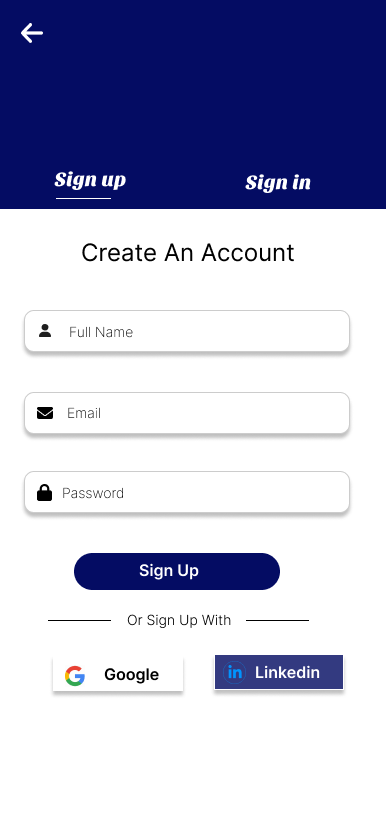 Sign up
Sign in
Create An Account
Full Name
Email
Password
Sign Up
Or Sign Up With
Google
in Linkedin